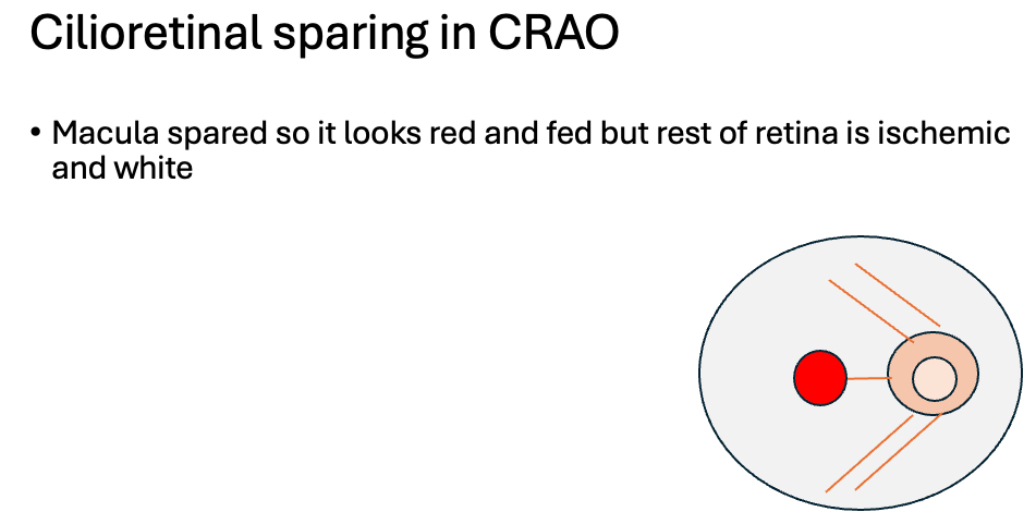 Cilioretinal sparing in CRAO
• Macula spared so it looks red and fed but rest of retina is ischemic
and white